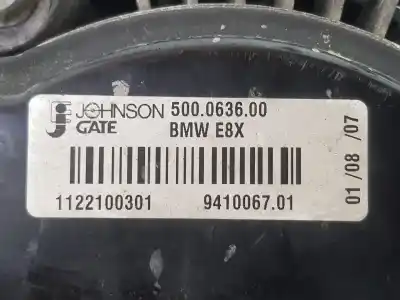 JOHNSON 500.0636.00
GATE BMW E8X
1122100301 9410067.01
01/08/07